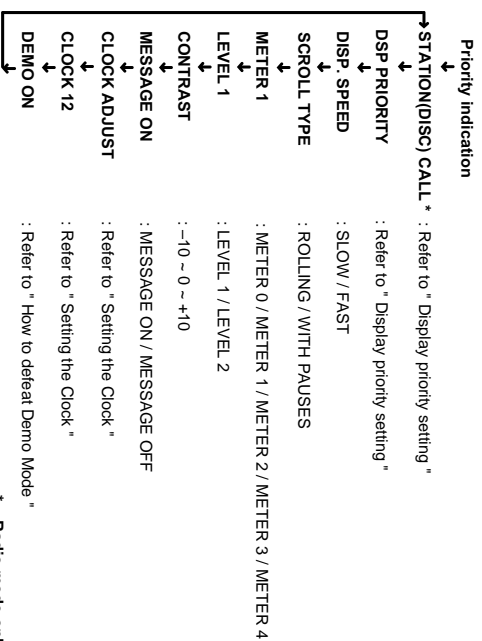 Priority indication
STATION(DISC) CALL * : Refer to " Display priority setting "
DSP PRIORITY : Refer to " Display priority setting "
DISP. SPEED : SLOW / FAST
SCROLL TYPE : ROLLING / WITH PAUSES
METER 1 : METER 0 / METER 1 / METER 2 / METER 3 / METER 4
LEVEL 1 : LEVEL 1 / LEVEL 2
CONTRAST : –10 ~ 0 ~ +10
MESSAGE ON : MESSAGE ON / MESSAGE OFF
CLOCK ADJUST : Refer to " Setting the Clock "
CLOCK 12 : Refer to " Setting the Clock "
DEMO ON : Refer to " How to defeat Demo Mode "